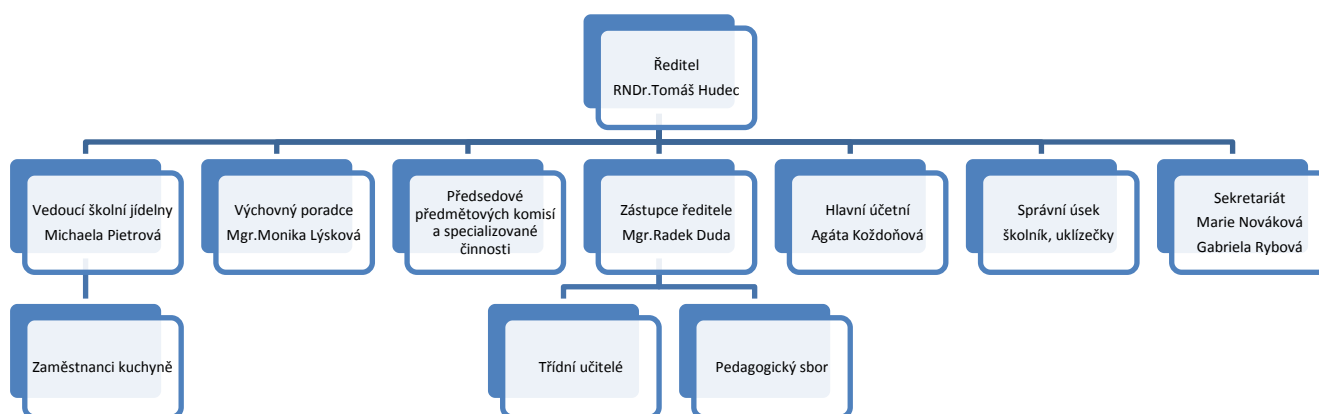 Ředitel
RNDr.Tomáš Hudec
Vedoucí školní jídelny
Michaela Pietrová
Výchovný poradce
Mgr.Monika Lýsková
Předsedové
předmětových komisí
a specializované
činnosti
Zástupce ředitele
Mgr.Radek Duda
Hlavní účetní
Agáta Koždoňová
Správní úsek
školník, uklízečky
Sekretariát
Marie Nováková
Gabriela Rybová
Zaměstnanci kuchyně
Třídní učitelé
Pedagogický sbor